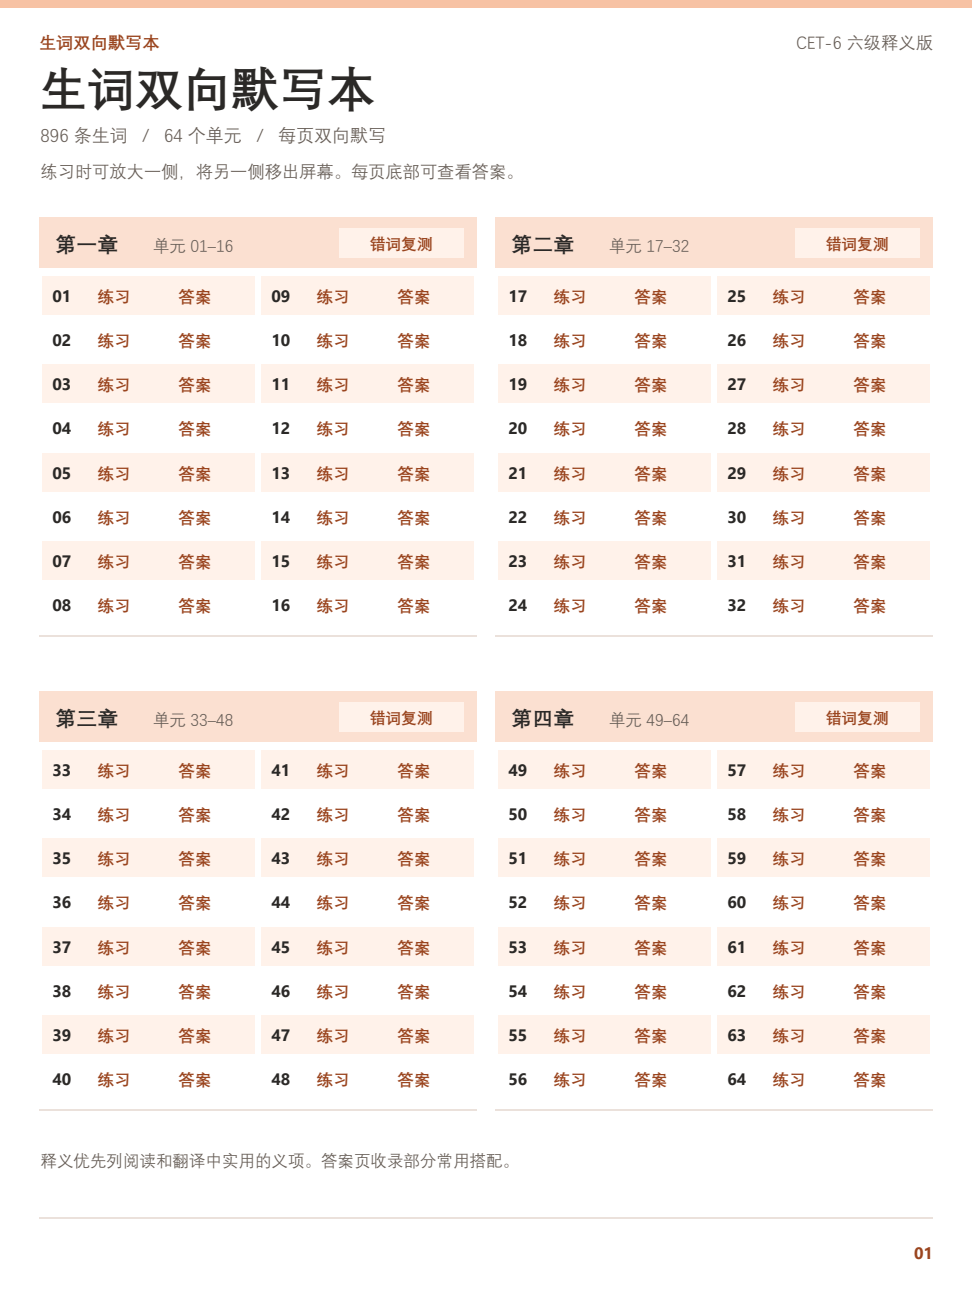 生词双向默写本
CET-6 六级释义版
生词双向默写本
896 条生词 / 64 个单元 / 每页双向默写
练习时可放大一侧，将另一侧移出屏幕。每页底部可查看答案。
第一章 单元 01–16 错词复测
01 练习 答案 09 练习 答案
02 练习 答案 10 练习 答案
03 练习 答案 11 练习 答案
04 练习 答案 12 练习 答案
05 练习 答案 13 练习 答案
06 练习 答案 14 练习 答案
07 练习 答案 15 练习 答案
08 练习 答案 16 练习 答案
第二章 单元 17–32 错词复测
17 练习 答案 25 练习 答案
18 练习 答案 26 练习 答案
19 练习 答案 27 练习 答案
20 练习 答案 28 练习 答案
21 练习 答案 29 练习 答案
22 练习 答案 30 练习 答案
23 练习 答案 31 练习 答案
24 练习 答案 32 练习 答案
第三章 单元 33–48 错词复测
33 练习 答案 41 练习 答案
34 练习 答案 42 练习 答案
35 练习 答案 43 练习 答案
36 练习 答案 44 练习 答案
37 练习 答案 45 练习 答案
38 练习 答案 46 练习 答案
39 练习 答案 47 练习 答案
40 练习 答案 48 练习 答案
第四章 单元 49–64 错词复测
49 练习 答案 57 练习 答案
50 练习 答案 58 练习 答案
51 练习 答案 59 练习 答案
52 练习 答案 60 练习 答案
53 练习 答案 61 练习 答案
54 练习 答案 62 练习 答案
55 练习 答案 63 练习 答案
56 练习 答案 64 练习 答案
释义优先列阅读和翻译中实用的义项。答案页收录部分常用搭配。
01